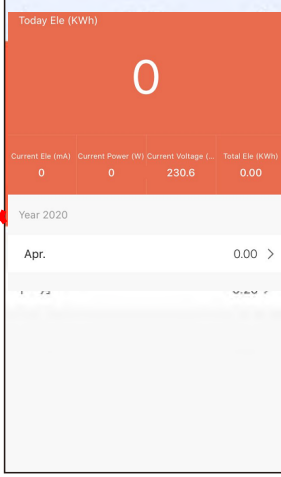 Today Ele (KWh)
0
Current Ele (mA) Current Power (W) Current Voltage (... Total Ele (KWh)
0 0 230.6 0.00
Year 2020
Apr. 0.00 >